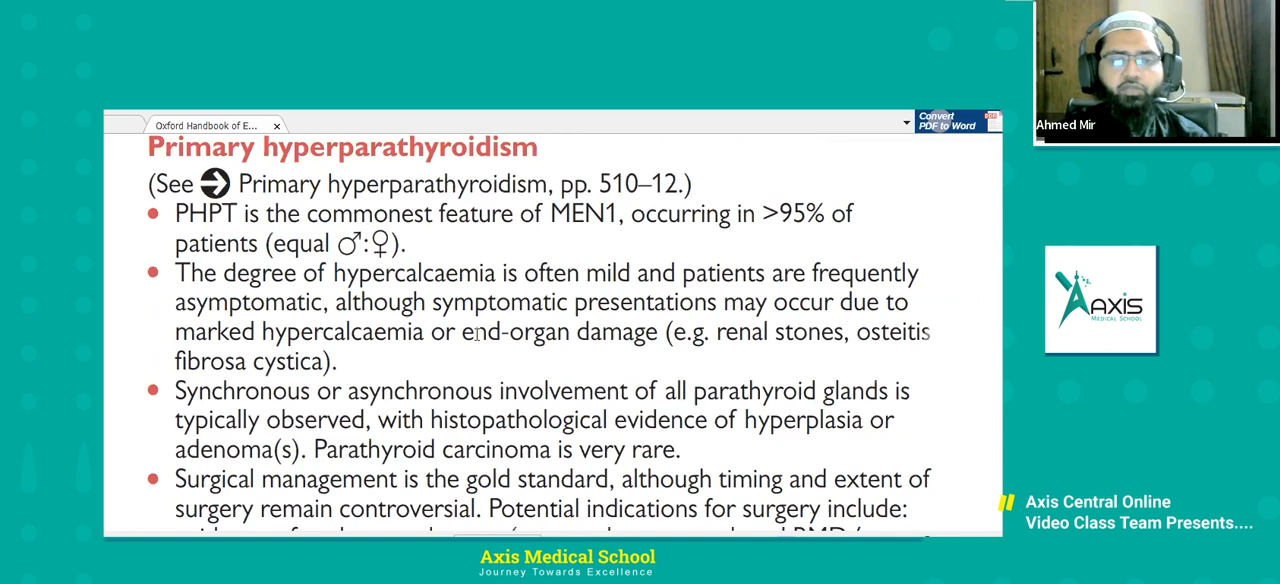 Oxford Handbook of E...
Convert
PDF to Word
Ahmed Mir
Primary hyperparathyroidism
(See Primary hyperparathyroidism, pp. 510–12.)
• PHPT is the commonest feature of MEN1, occurring in >95% of
patients (equal ♂:♀).
• The degree of hypercalcaemia is often mild and patients are frequently
asymptomatic, although symptomatic presentations may occur due to
marked hypercalcaemia or end-organ damage (e.g. renal stones, osteitis
fibrosa cystica).
• Synchronous or asynchronous involvement of all parathyroid glands is
typically observed, with histopathological evidence of hyperplasia or
adenoma(s). Parathyroid carcinoma is very rare.
• Surgical management is the gold standard, although timing and extent of
surgery remain controversial. Potential indications for surgery include:
AXIS
MEDICAL SCHOOL
Axis Central Online
Video Class Team Presents....
Axis Medical School
Journey Towards Excellence